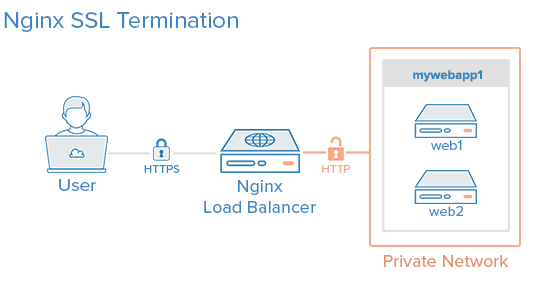 Nginx SSL Termination
mywebapp1
web1
HTTPS
HTTP
User
Nginx
Load Balancer
web2
Private Network